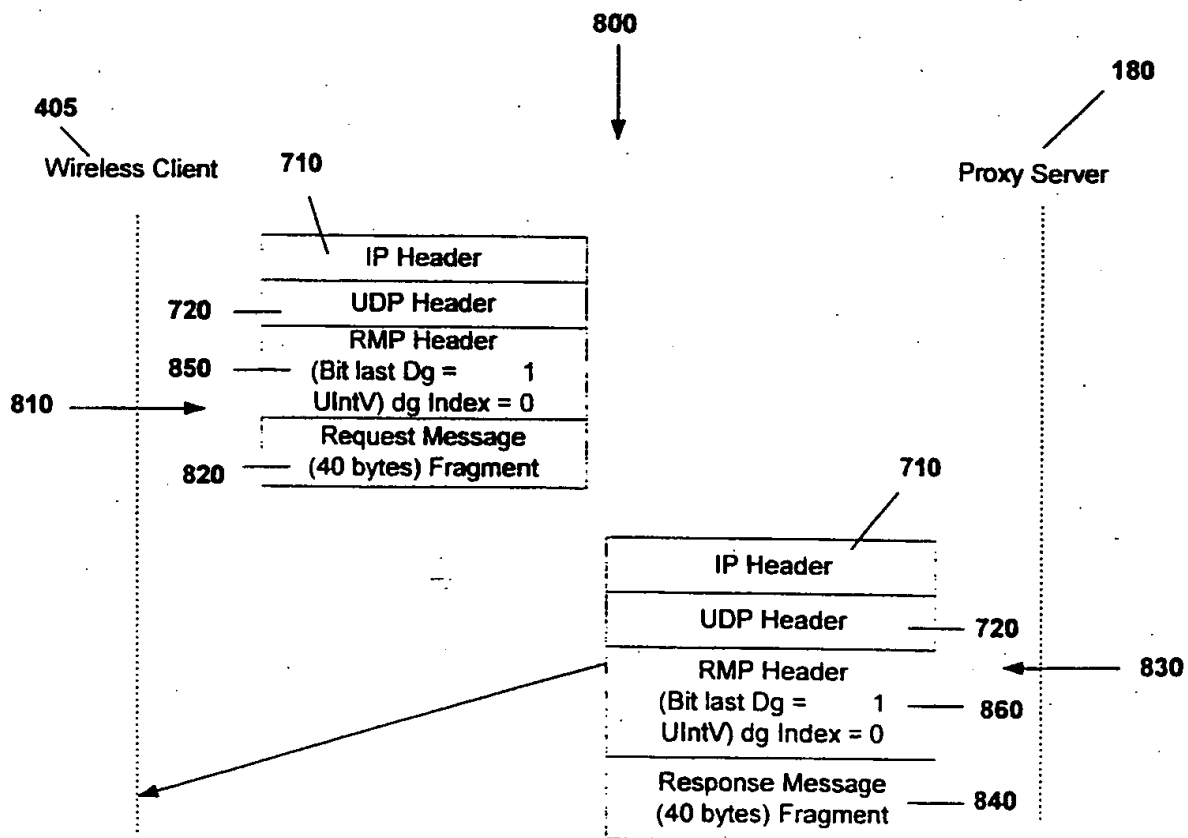 800
180
405
Wireless Client
710
Proxy Server
IP Header
UDP Header
720
RMP Header
850
(Bit last Dg = 1
810
UIntV) dg Index = 0
Request Message
820
(40 bytes) Fragment
710
IP Header
UDP Header
720
RMP Header
830
(Bit last Dg = 1
860
UIntV) dg Index = 0
Response Message
840
(40 bytes) Fragment